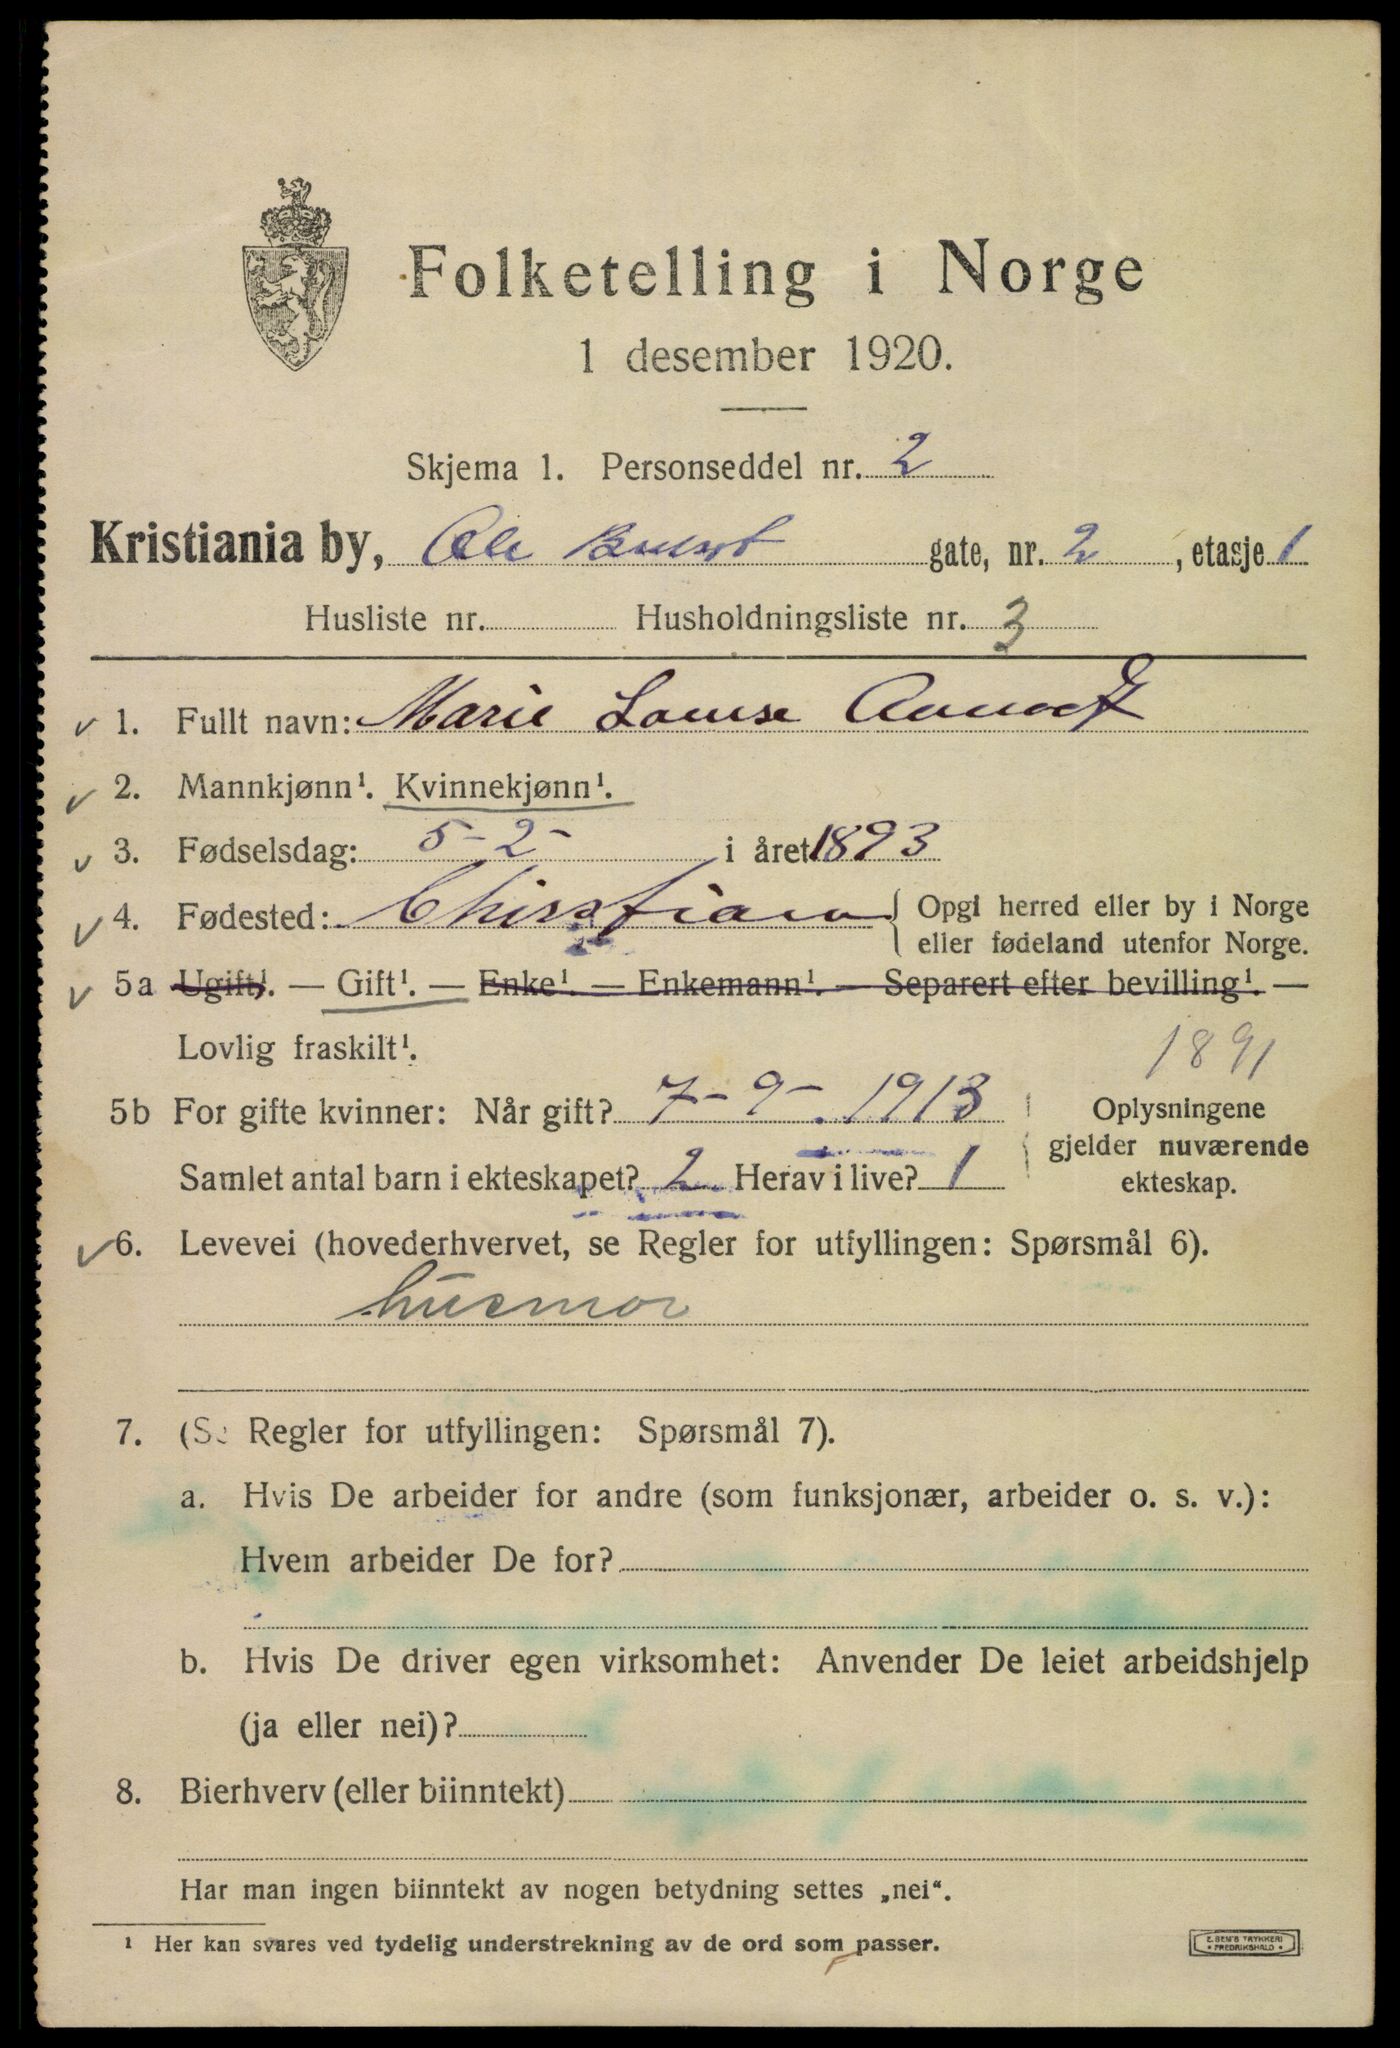 Folketelling i Norge
1 desember 1920.
Skjema 1. Personseddel nr. 2
Kristiania by, Ole gate, nr. 2, etasje 1
Husliste nr. Husholdningsliste nr. 3
1. Fullt navn: Marie Louise
2. Mannkjønn¹. Kvinnekjønn¹.
3. Fødselsdag: 5-2- i året 1893
4. Fødested: Chisstiana { Opgi herred eller by i Norge
eller fødeland utenfor Norge.
5a Ugift¹. — Gift¹. — Enke¹. — Enkemann¹. — Separert efter bevilling¹. —
Lovlig fraskilt¹.
1891
5b For gifte kvinner: Når gift? 7-9-1913
Samlet antal barn i ekteskapet? 2 Herav i live? 1
Oplysningene
gjelder nuværende
ekteskap.
6. Levevei (hovederhvervet, se Regler for utfyllingen: Spørsmål 6).
husmor
7. (Se Regler for utfyllingen: Spørsmål 7).
a. Hvis De arbeider for andre (som funksjonær, arbeider o. s. v.):
Hvem arbeider De for?
b. Hvis De driver egen virksomhet: Anvender De leiet arbeidshjelp
(ja eller nei)?
8. Bierhverv (eller biinntekt)
Har man ingen biinntekt av nogen betydning settes „nei“.
¹ Her kan svares ved tydelig understrekning av de ord som passer.
E. SEM'S TRYKKERI
• FREDRIKSHALD •